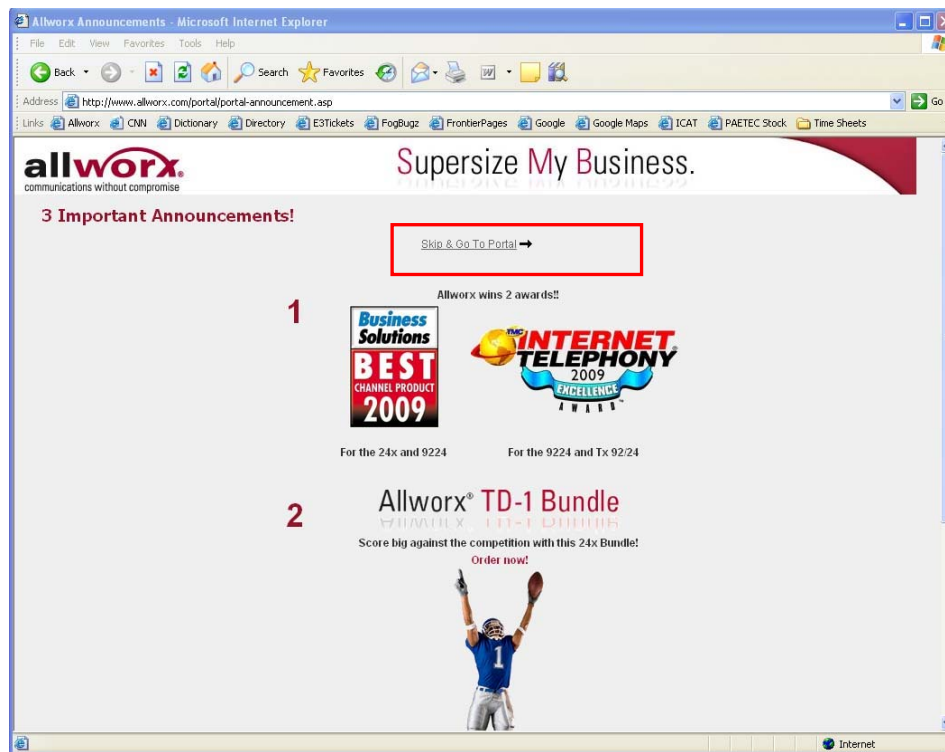 Allworx Announcements - Microsoft Internet Explorer
File Edit View Favorites Tools Help
Back Search Favorites
Address http://www.allworx.com/portal/portal-announcement.asp Go
Links Allworx CNN Dictionary Directory E3Tickets FogBugz FrontierPages Google Google Maps ICAT PAETEC Stock Time Sheets
allworx.
communications without compromise
Supersize My Business.
3 Important Announcements!
Skip & Go To Portal
Allworx wins 2 awards!!
1
Business
Solutions
BEST
CHANNEL PRODUCT
2009
TMC
INTERNET
TELEPHONY
2009
EXCELLENCE
AWARD
For the 24x and 9224
For the 9224 and Tx 92/24
2
Allworx® TD-1 Bundle
Score big against the competition with this 24x Bundle!
Order now!
1
Internet